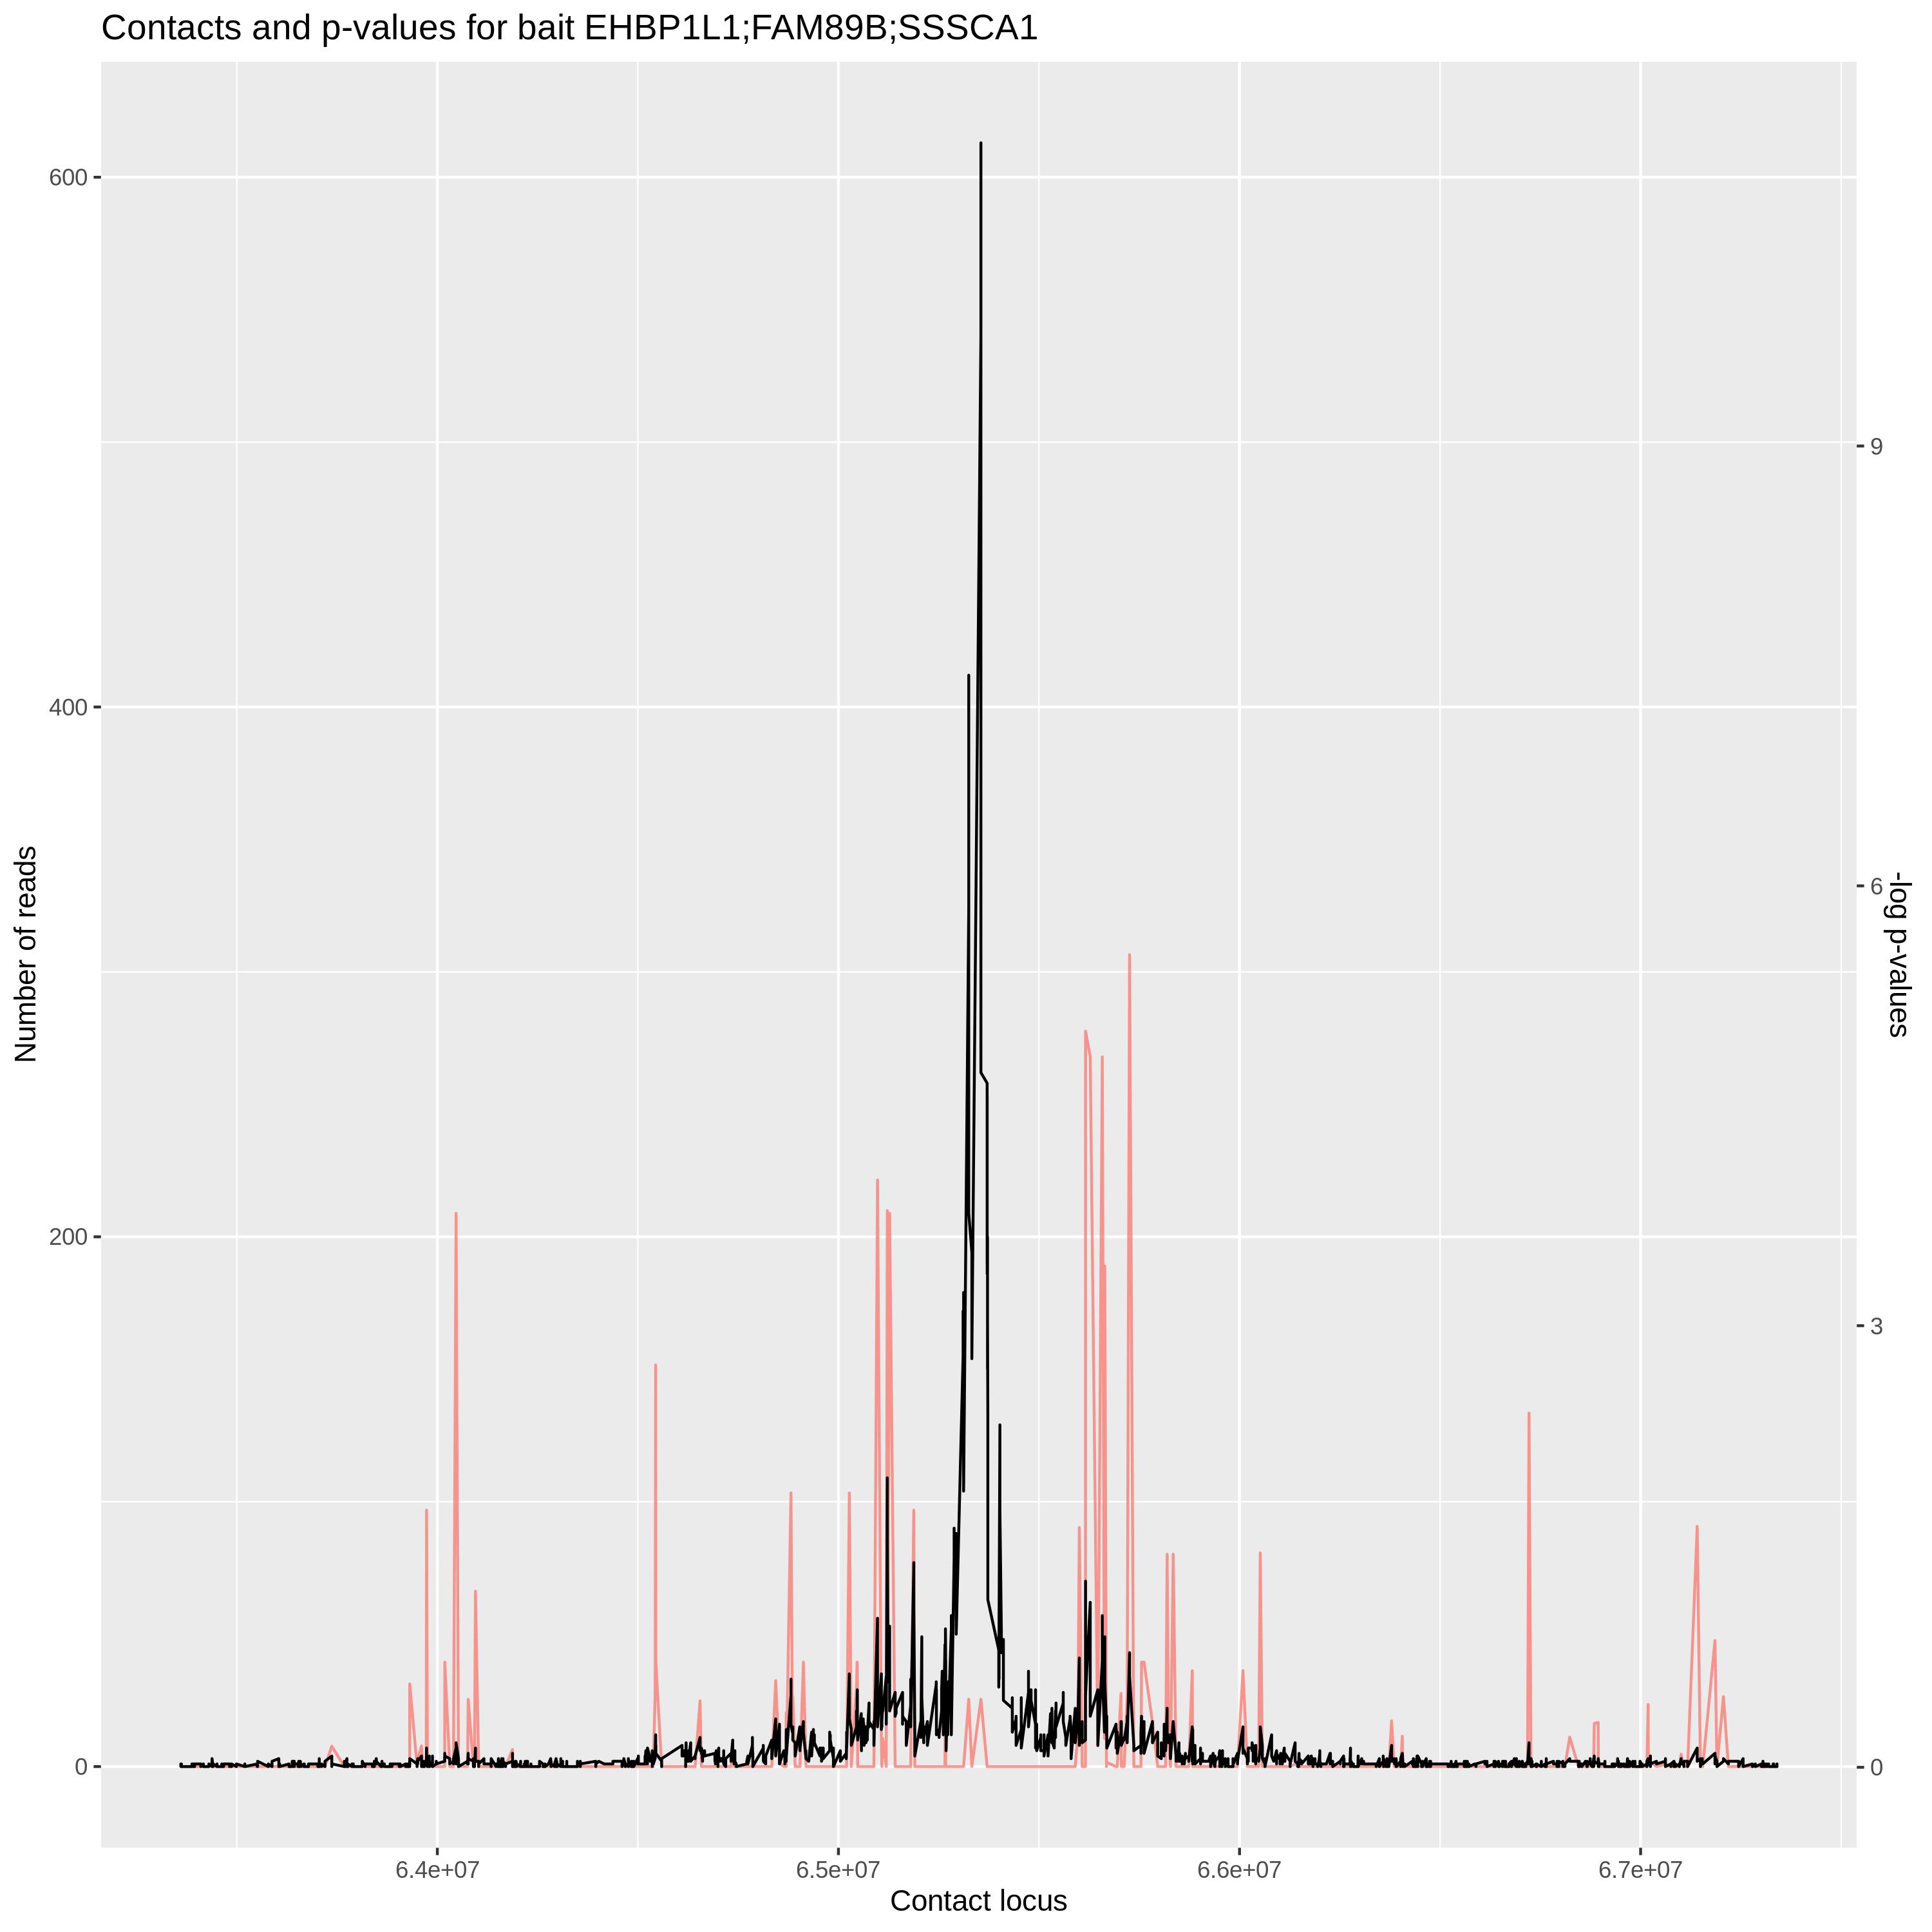 Contacts and p-values for bait EHBP1L1;FAM89B;SSSCA1
600
400
200
0
Number of reads
9
6
3
0
-log p-values
6.4e+07
6.5e+07
6.6e+07
6.7e+07
Contact locus